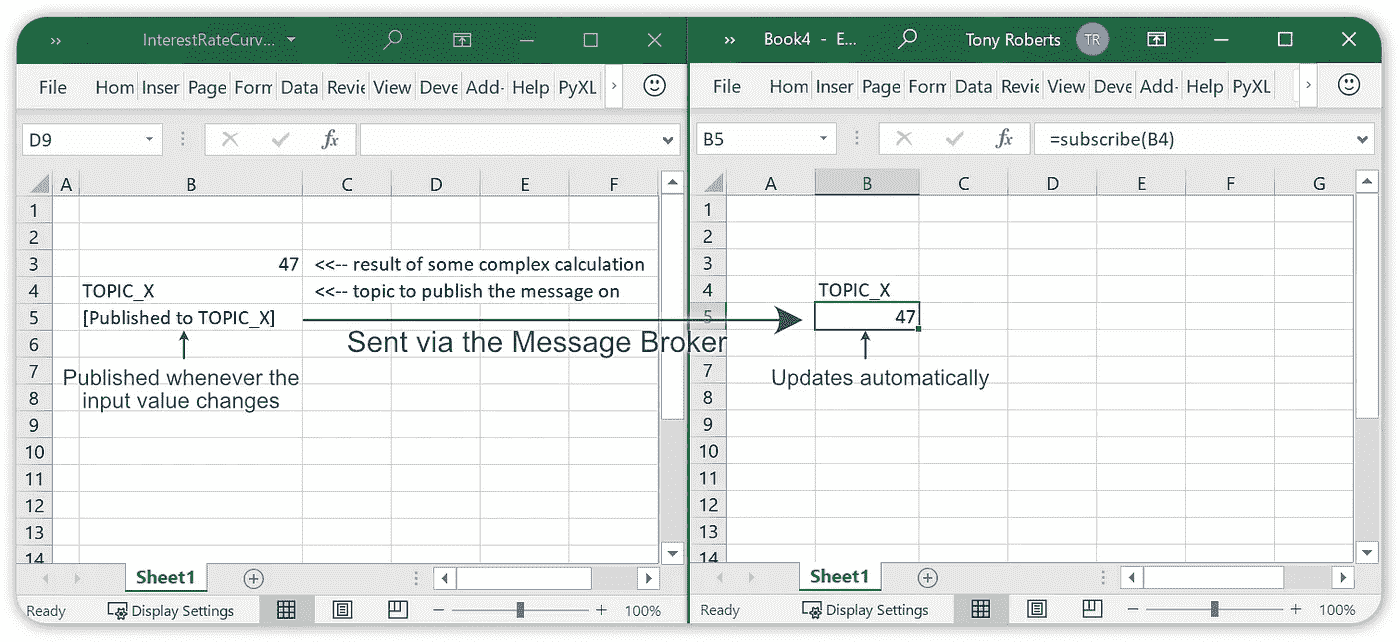 InterestRateCurv...
File Hom Inser Page Form Data Revie View Deve Add- Help PyXL
D9 fx
A B C D E F
1
2
3 47 <<-- result of some complex calculation
4 TOPIC_X <<-- topic to publish the message on
5 [Published to TOPIC_X]
Sent via the Message Broker
6
7 Published whenever the
8 input value changes
9
10
11
12
13
14
Sheet1
Ready Display Settings 100%
Book4 - E... Tony Roberts TR
File Hom Inser Page Form Data Revie View Deve Add- Help PyXL
B5 fx =subscribe(B4)
A B C D E F G
1
2
3
4 TOPIC_X
5 47
7 Updates automatically
8
9
10
11
12
13
14
Sheet1
Ready Display Settings 100%